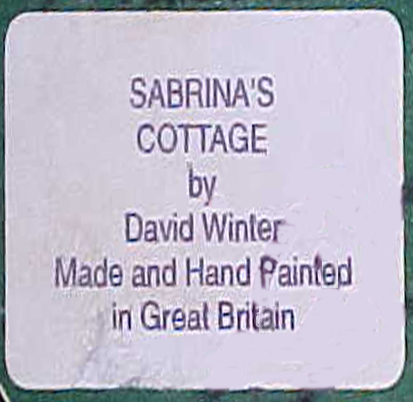 SABRINA'S
COTTAGE
by
David Winter
Made and Hand Painted
in Great Britain